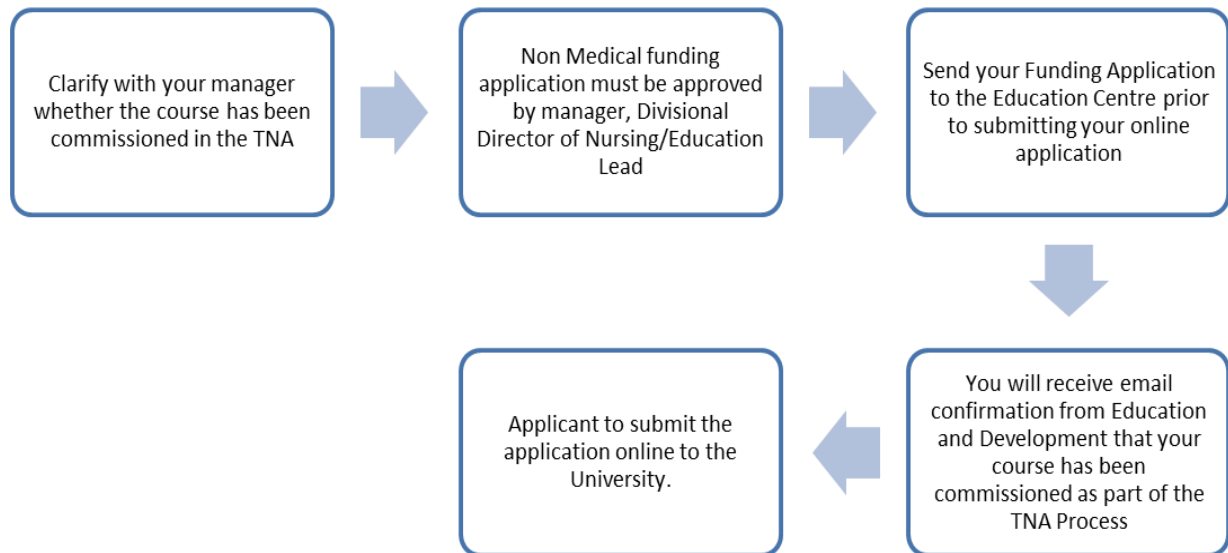 Clarify with your manager
whether the course has been
commissioned in the TNA
Non Medical funding
application must be approved
by manager, Divisional
Director of Nursing/Education
Lead
Send your Funding Application
to the Education Centre prior
to submitting your online
application
You will receive email
confirmation from Education
and Development that your
course has been
commissioned as part of the
TNA Process
Applicant to submit the
application online to the
University.